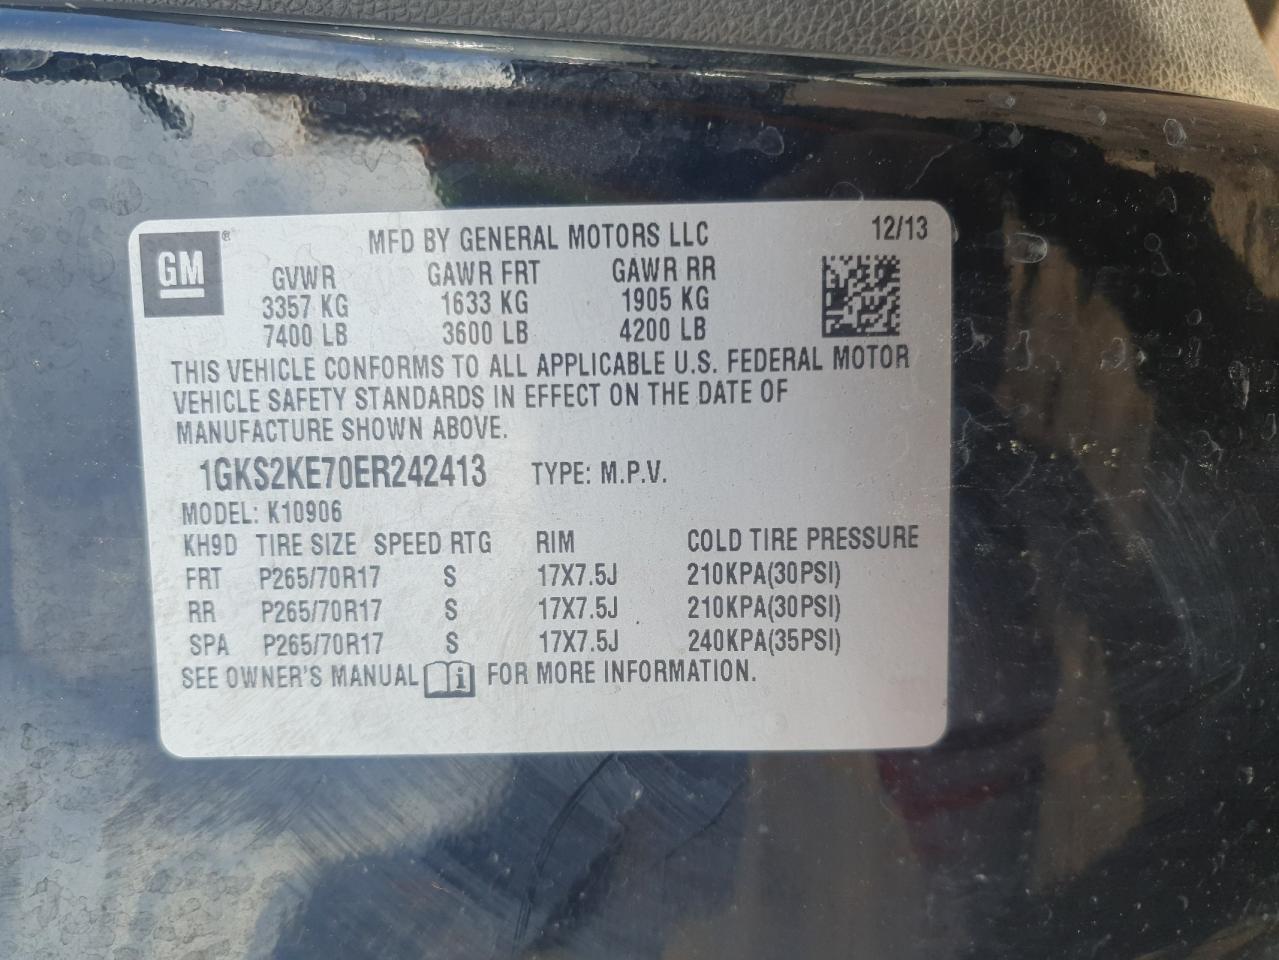 GM ®
MFD BY GENERAL MOTORS LLC 12/13
GVWR GAWR FRT GAWR RR
3357 KG 1633 KG 1905 KG
7400 LB 3600 LB 4200 LB
THIS VEHICLE CONFORMS TO ALL APPLICABLE U.S. FEDERAL MOTOR
VEHICLE SAFETY STANDARDS IN EFFECT ON THE DATE OF
MANUFACTURE SHOWN ABOVE.
1GKS2KE70ER242413 TYPE: M.P.V.
MODEL: K10906
KH9D TIRE SIZE SPEED RTG RIM COLD TIRE PRESSURE
FRT P265/70R17 S 17X7.5J 210KPA(30PSI)
RR P265/70R17 S 17X7.5J 210KPA(30PSI)
SPA P265/70R17 S 17X7.5J 240KPA(35PSI)
SEE OWNER'S MANUAL i FOR MORE INFORMATION.